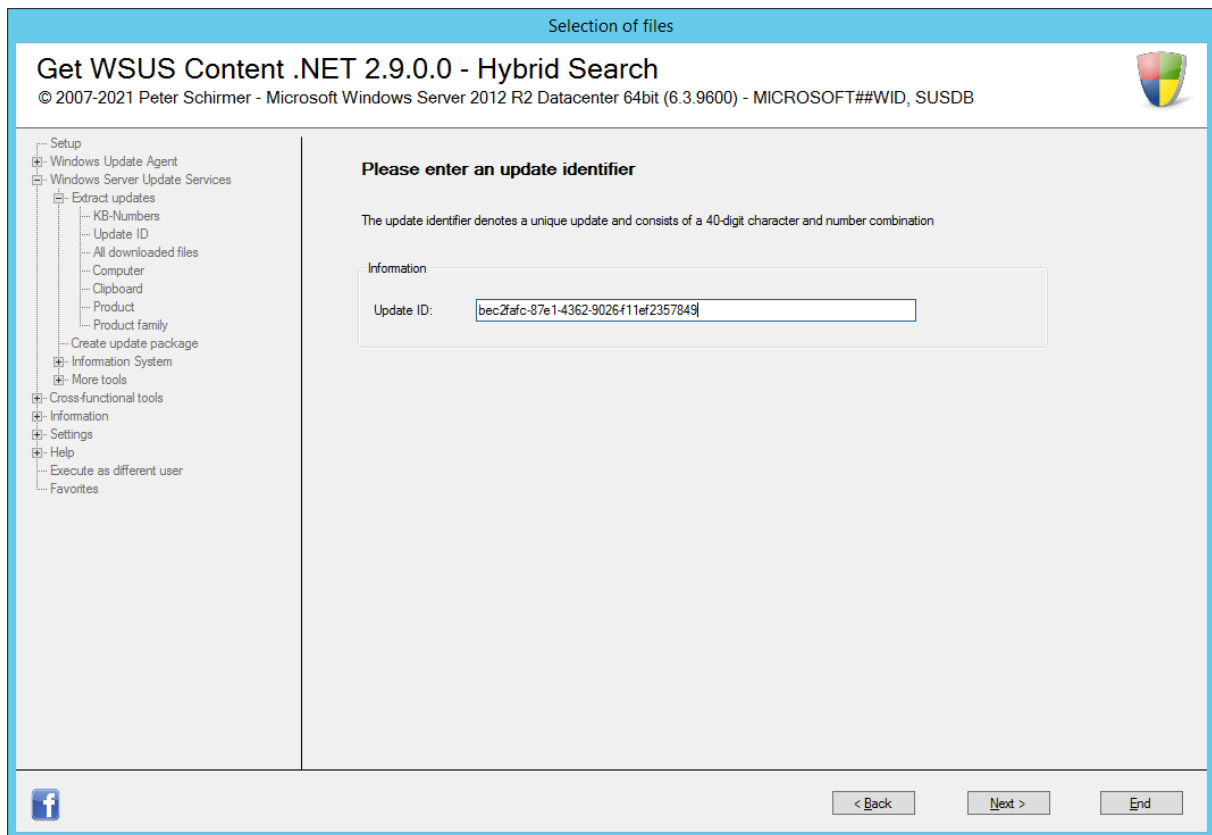 Selection of files
Get WSUS Content .NET 2.9.0.0 - Hybrid Search
© 2007-2021 Peter Schirmer - Microsoft Windows Server 2012 R2 Datacenter 64bit (6.3.9600) - MICROSOFT##WID, SUSDB
Setup
Windows Update Agent
Windows Server Update Services
Extract updates
KB-Numbers
Update ID
All downloaded files
Computer
Clipboard
Product
Product family
Create update package
Information System
More tools
Cross-functional tools
Information
Settings
Help
Execute as different user
Favorites
Please enter an update identifier
The update identifier denotes a unique update and consists of a 40-digit character and number combination
Information
Update ID: bec2fafc-87e1-4362-9026-f11ef2357849
< Back
Next >
End